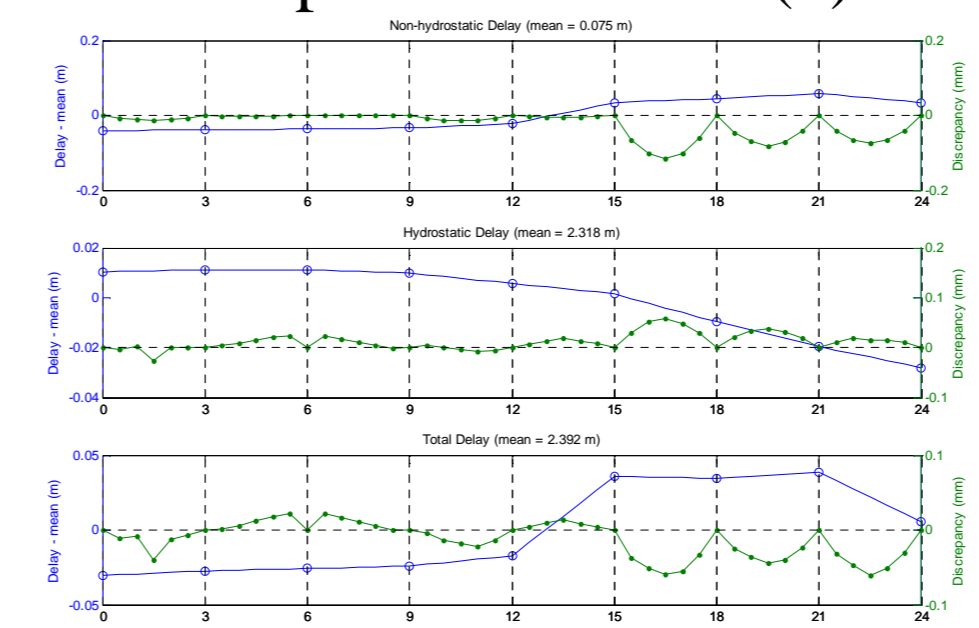 Non-hydrostatic Delay (mean = 0.075 m)
0.2 0.2
Delay - mean (m) 0 0 Discrepancy (mm)
-0.2 -0.2
0 3 6 9 12 15 18 21 24
Hydrostatic Delay (mean = 2.318 m)
0.02 0.2
0 0.1
Delay - mean (m) Discrepancy (mm)
-0.02 0
-0.04 -0.1
0 3 6 9 12 15 18 21 24
Total Delay (mean = 2.392 m)
0.05 0.1
Delay - mean (m) 0 0 Discrepancy (mm)
-0.05 -0.1
0 3 6 9 12 15 18 21 24